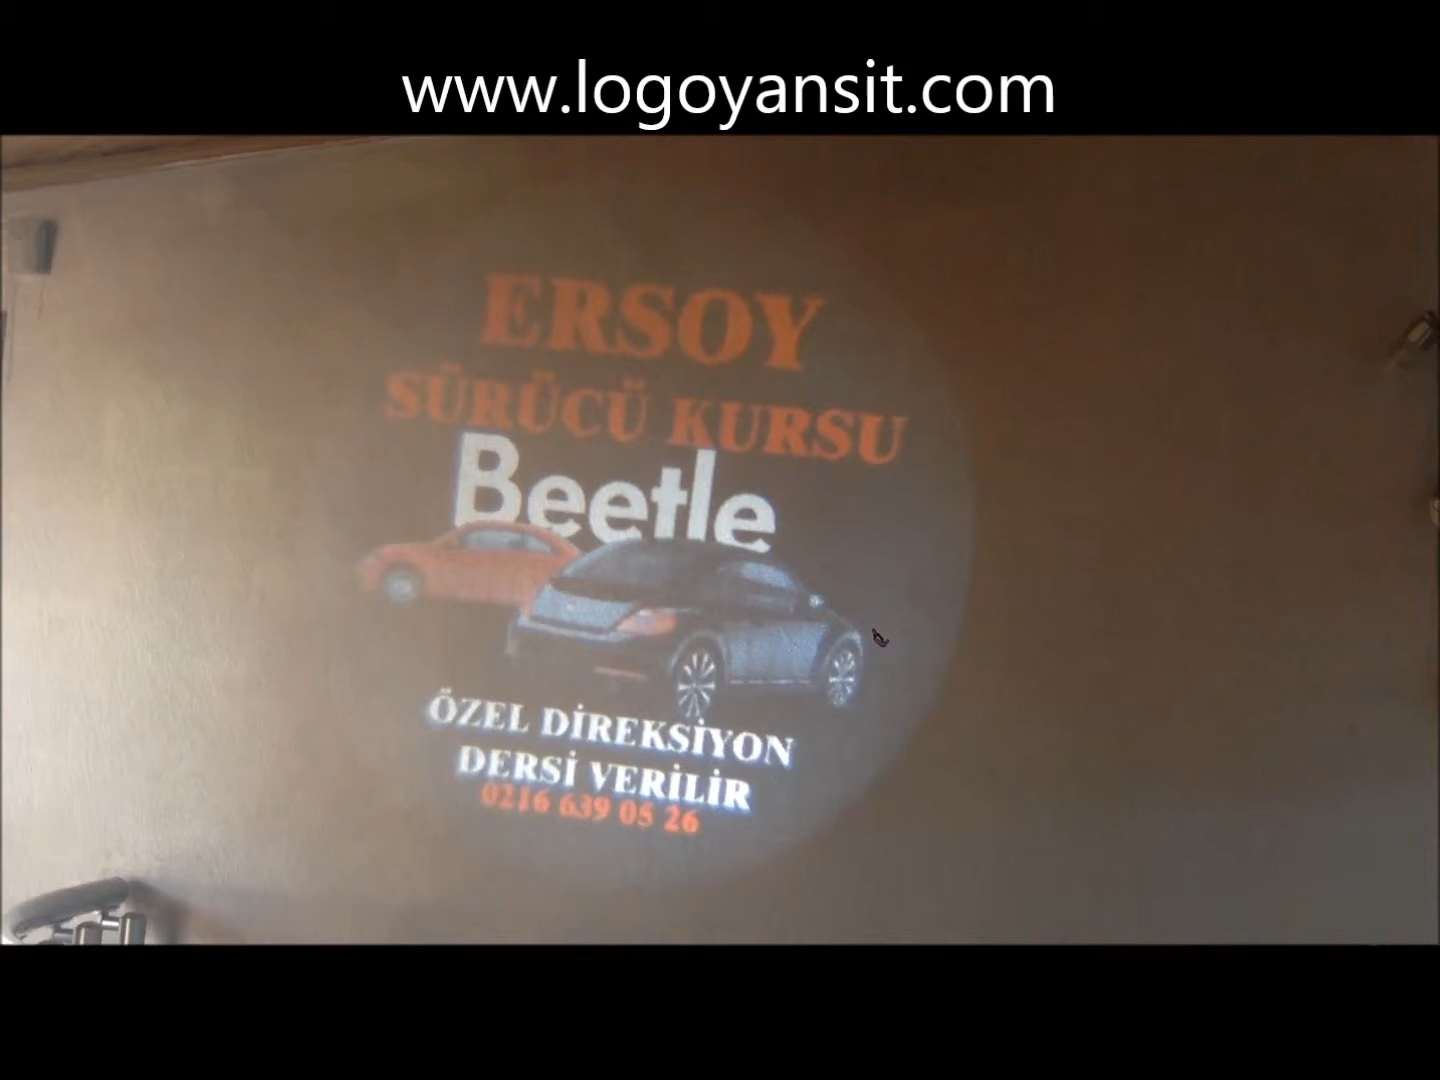 www.logoyansit.com
ERSOY
SÜRÜCÜ KURSU
Beetle
ÖZEL DİREKSİYON
DERSİ VERİLİR
0216 639 05 26